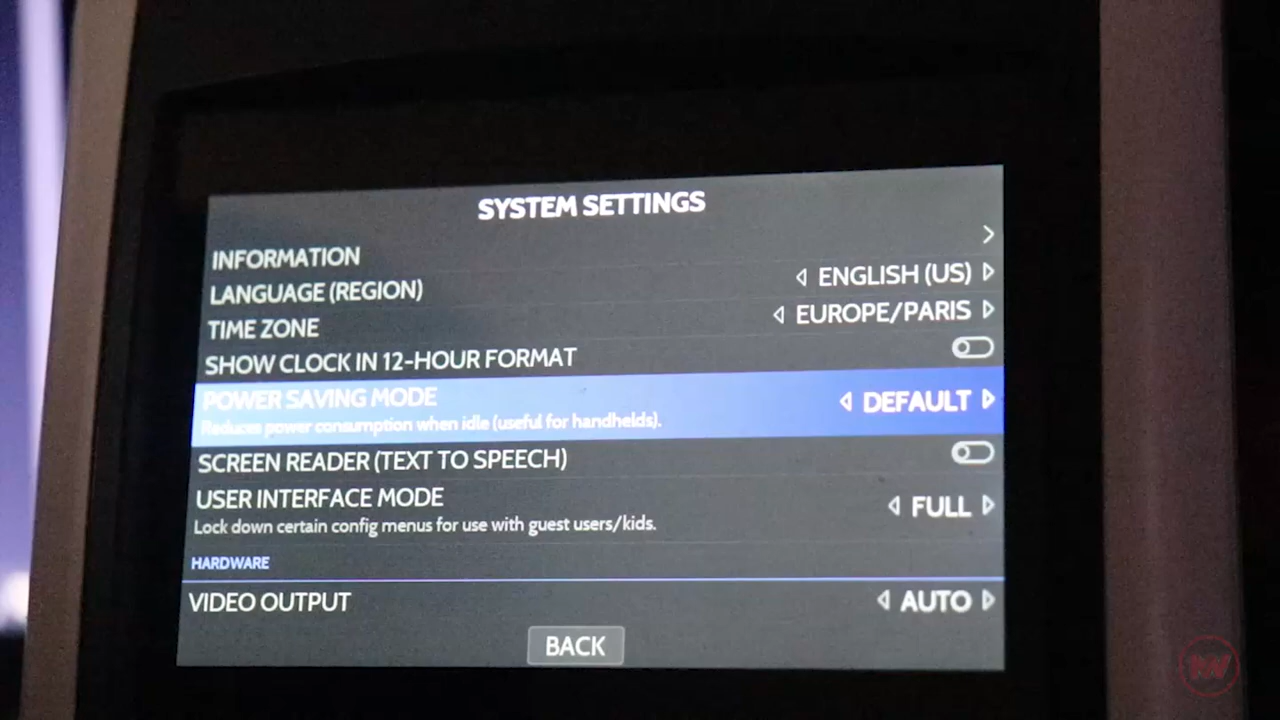 SYSTEM SETTINGS
INFORMATION
LANGUAGE (REGION) ENGLISH (US)
TIME ZONE EUROPE/PARIS
SHOW CLOCK IN 12-HOUR FORMAT
POWER SAVING MODE DEFAULT
Reduces power consumption when idle (useful for handhelds).
SCREEN READER (TEXT TO SPEECH)
USER INTERFACE MODE FULL
Lock down certain config menus for use with guest users/kids.
HARDWARE
VIDEO OUTPUT AUTO
BACK